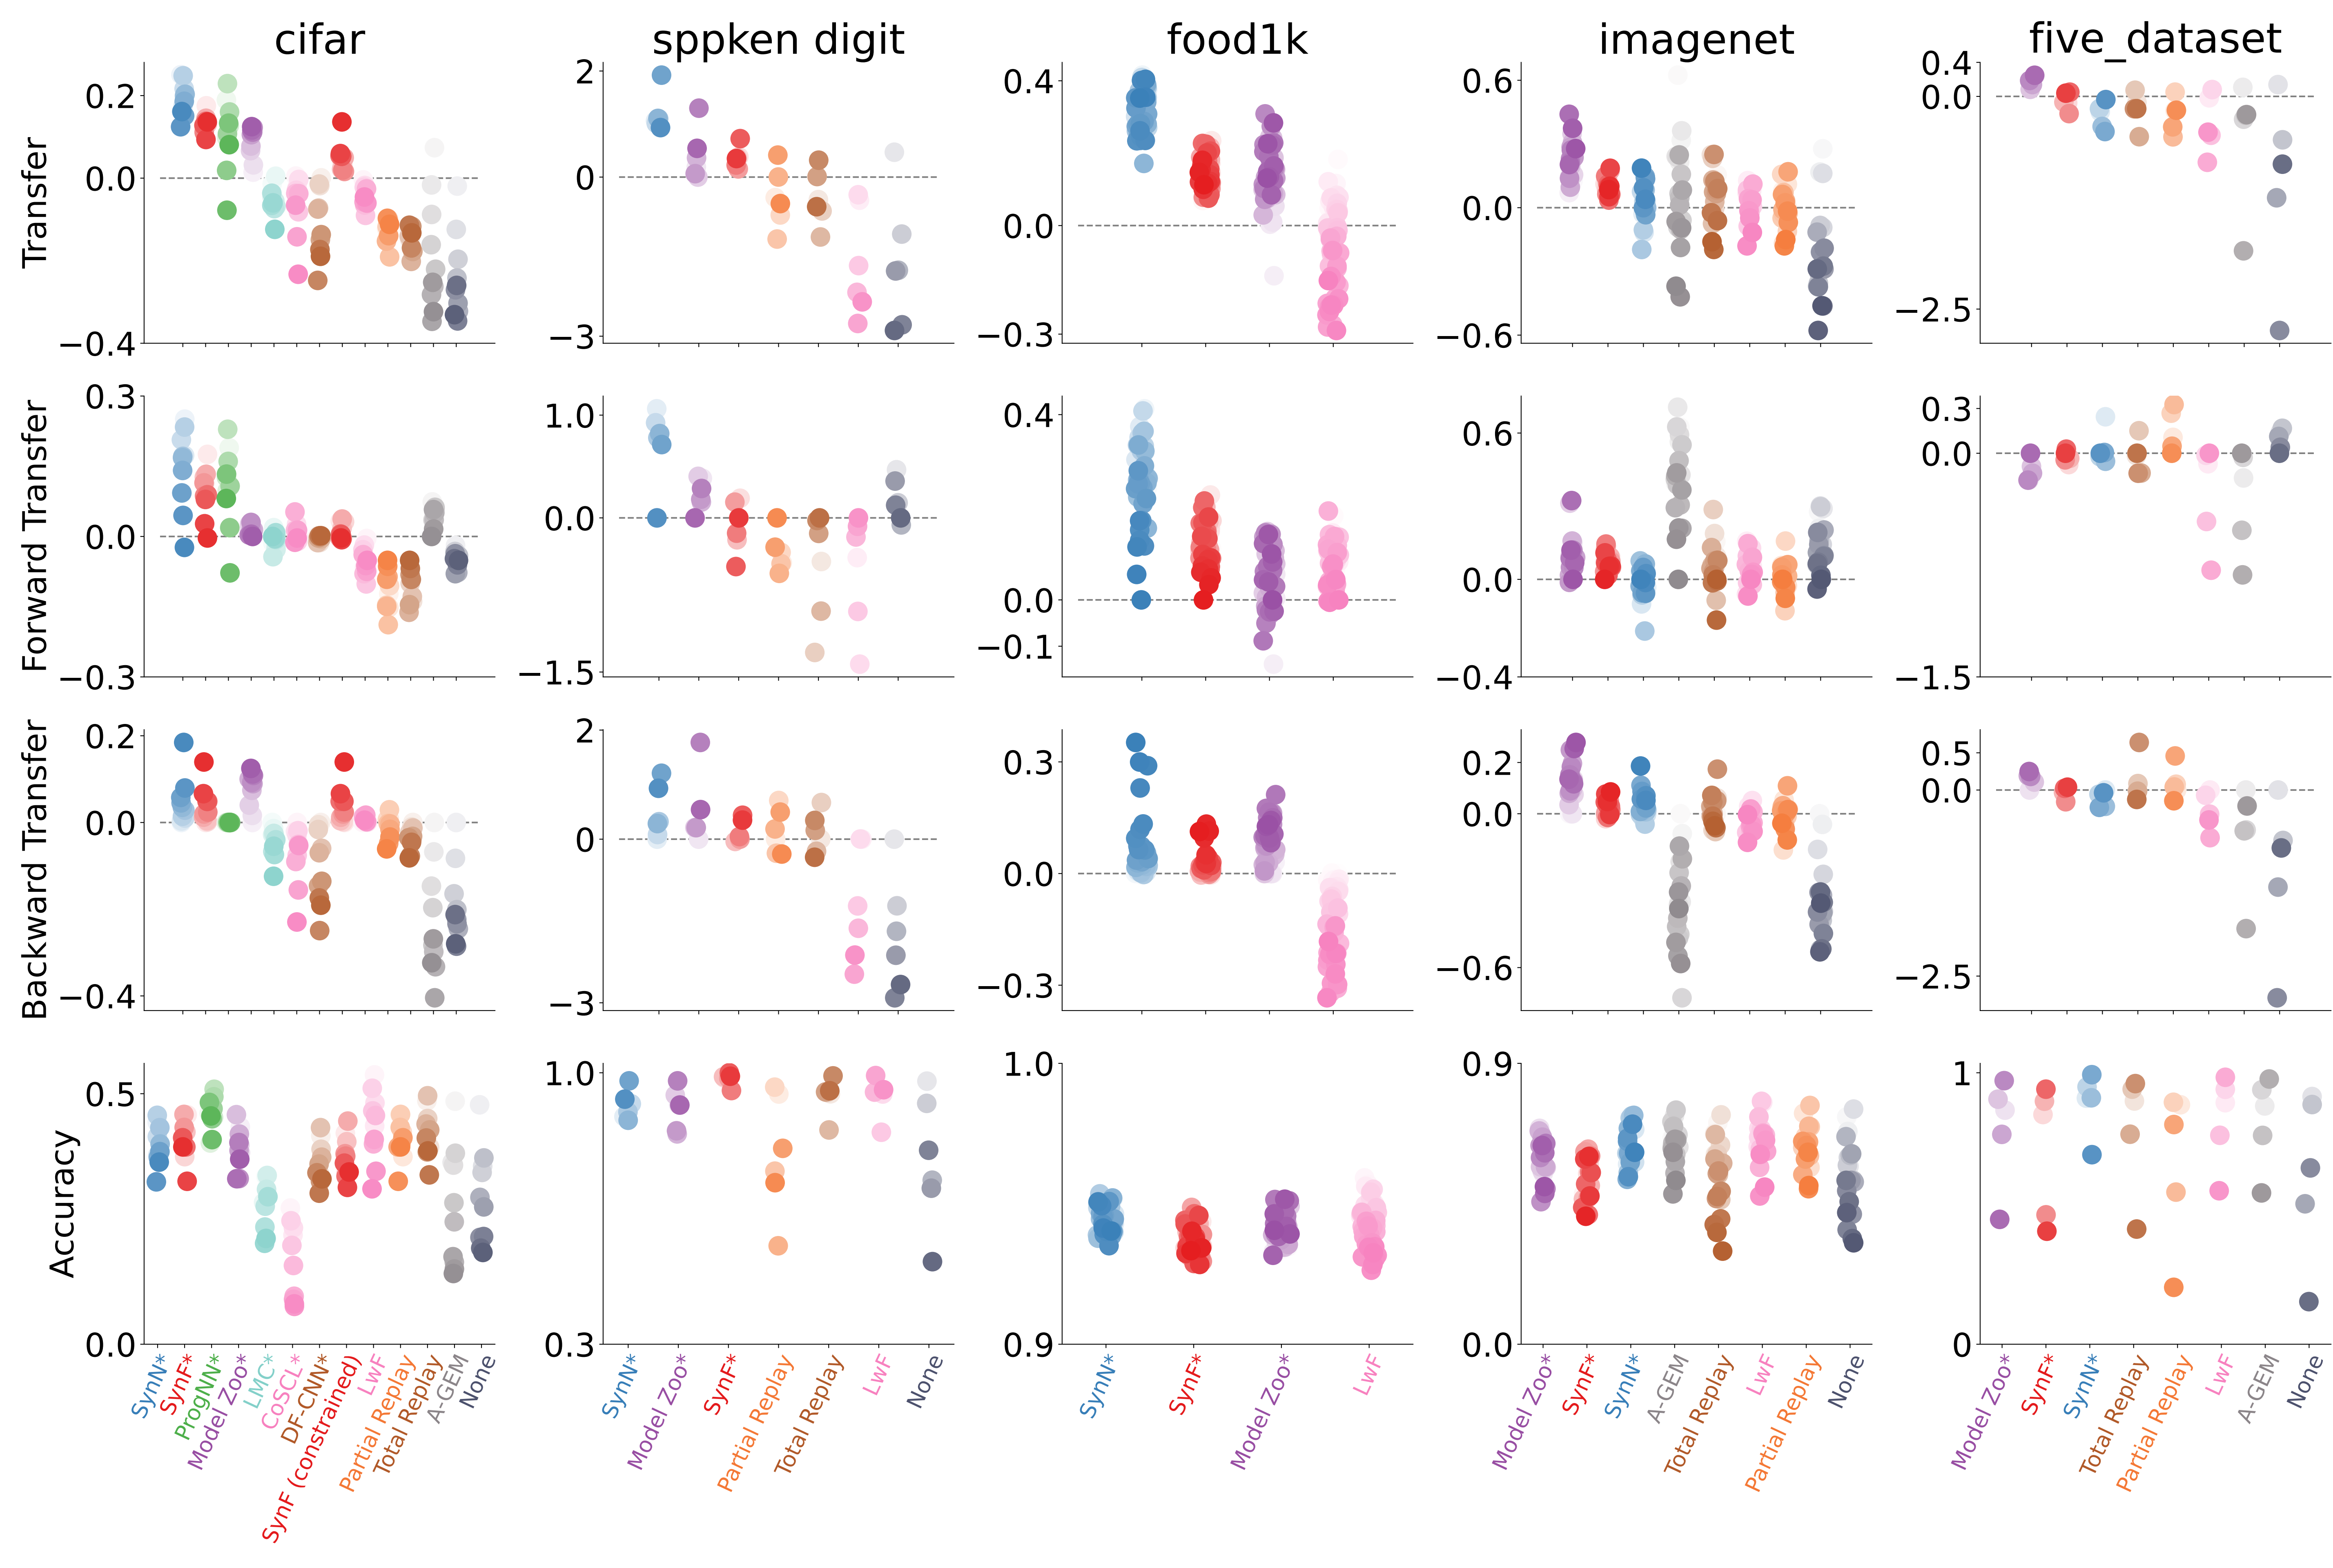 cifar
sppken digit
food1k
imagenet
five_dataset
Transfer
0.2
0.0
−0.4
2
0
−3
0.4
0.0
−0.3
0.6
0.0
−0.6
0.4
0.0
−2.5
Forward Transfer
0.3
0.0
−0.3
1.0
0.0
−1.5
0.4
0.0
−0.1
0.6
0.0
−0.4
0.3
0.0
−1.5
Backward Transfer
0.2
0.0
−0.4
2
0
−3
0.3
0.0
−0.3
0.2
0.0
−0.6
0.5
0.0
−2.5
Accuracy
0.5
0.0
1.0
0.3
1.0
0.9
0.9
0.0
1
0
SynN*
SynF*
ProgNN*
Model Zoo*
LMC*
CoSCL*
DF-CNN*
SynF (constrained)
LwF
Partial Replay
Total Replay
A-GEM
None
SynN*
Model Zoo*
SynF*
Partial Replay
Total Replay
LwF
None
SynN*
SynF*
Model Zoo*
LwF
Model Zoo*
SynF*
SynN*
A-GEM
Total Replay
LwF
Partial Replay
None
Model Zoo*
SynF*
SynN*
Total Replay
Partial Replay
LwF
A-GEM
None